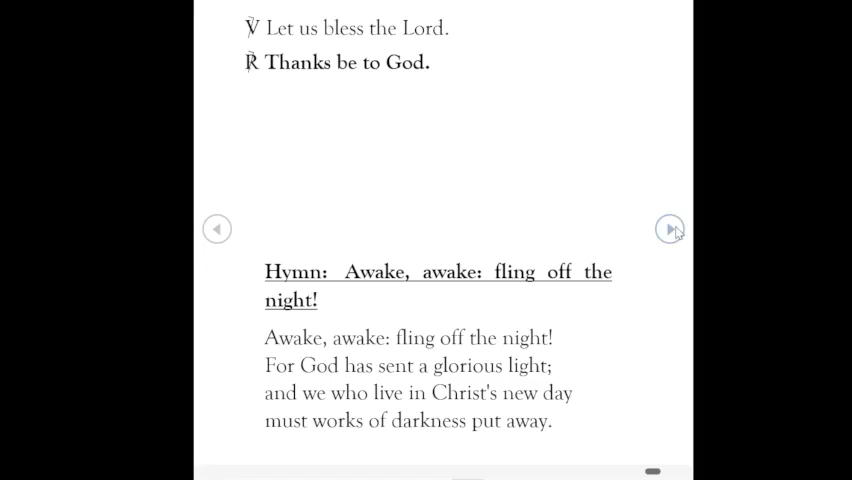 ℣ Let us bless the Lord.
℟ Thanks be to God.
Hymn: Awake, awake: fling off the
night!
Awake, awake: fling off the night!
For God has sent a glorious light;
and we who live in Christ's new day
must works of darkness put away.